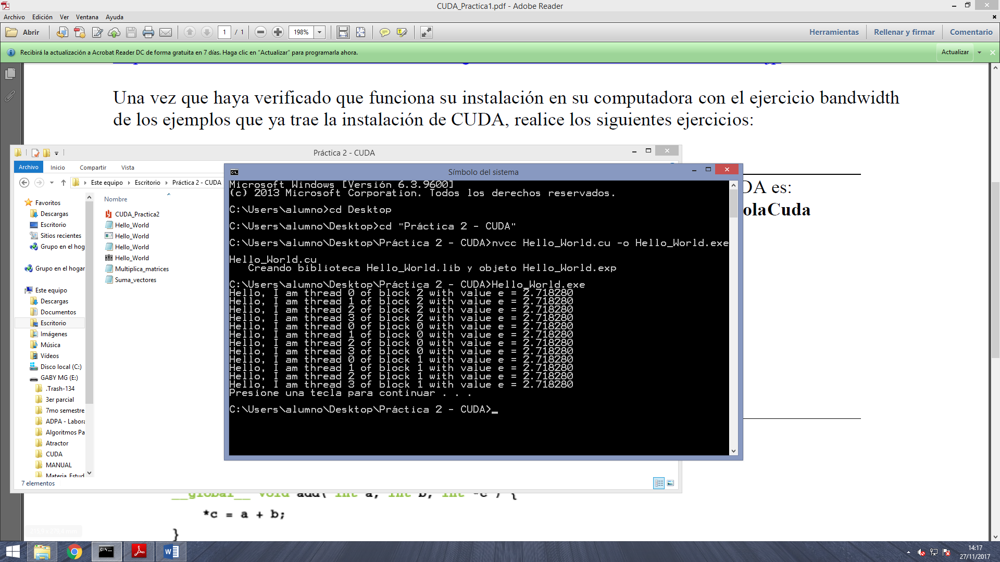 CUDA_Practica1.pdf - Adobe Reader
Archivo Edición Ver Ventana Ayuda
Abrir 1 / 1 198% Herramientas Rellenar y firmar Comentario
Recibirá la actualización a Acrobat Reader DC de forma gratuita en 7 días. Haga clic en "Actualizar" para programarla ahora. Actualizar
Una vez que haya verificado que funciona su instalación en su computadora con el ejercicio bandwidth
de los ejemplos que ya trae la instalación de CUDA, realice los siguientes ejercicios:
DA es:
olaCuda
Práctica 2 - CUDA
Archivo Inicio Compartir Vista
Este equipo Escritorio Práctica 2 - CUDA
Favoritos
Descargas
Escritorio
Sitios recientes
Grupo en el hog
Grupo en el hogar
Este equipo
Descargas
Documentos
Escritorio
Imágenes
Música
Vídeos
Disco local (C:)
GABY MG (E:)
.Trash-134
3er parcial
7mo semestre
ADPA - Labora
Algoritmos Pa
Atractor
CUDA
MANUAL
Materia Estud
7 elementos
Nombre
CUDA_Practica2
Hello_World
Hello_World
Hello_World
Hello_World
Multiplica_matrices
Suma_vectores
Símbolo del sistema
Microsoft Windows [Versión 6.3.9600]
(c) 2013 Microsoft Corporation. Todos los derechos reservados.
C:\Users\alumno>cd Desktop
C:\Users\alumno\Desktop>cd "Práctica 2 - CUDA"
C:\Users\alumno\Desktop\Práctica 2 - CUDA>nvcc Hello_World.cu -o Hello_World.exe
Hello_World.cu
Creando biblioteca Hello_World.lib y objeto Hello_World.exp
C:\Users\alumno\Desktop\Práctica 2 - CUDA>Hello_World.exe
Hello, I am thread 0 of block 2 with value e = 2.718280
Hello, I am thread 1 of block 2 with value e = 2.718280
Hello, I am thread 2 of block 2 with value e = 2.718280
Hello, I am thread 3 of block 2 with value e = 2.718280
Hello, I am thread 0 of block 0 with value e = 2.718280
Hello, I am thread 1 of block 0 with value e = 2.718280
Hello, I am thread 2 of block 0 with value e = 2.718280
Hello, I am thread 3 of block 0 with value e = 2.718280
Hello, I am thread 0 of block 1 with value e = 2.718280
Hello, I am thread 1 of block 1 with value e = 2.718280
Hello, I am thread 2 of block 1 with value e = 2.718280
Hello, I am thread 3 of block 1 with value e = 2.718280
Presione una tecla para continuar . . .
C:\Users\alumno\Desktop\Práctica 2 - CUDA>_
__global__ void add( int a, int b, int *c ) {
*c = a + b;
}
215,9 x 279,4 mm
14:17
27/11/2017